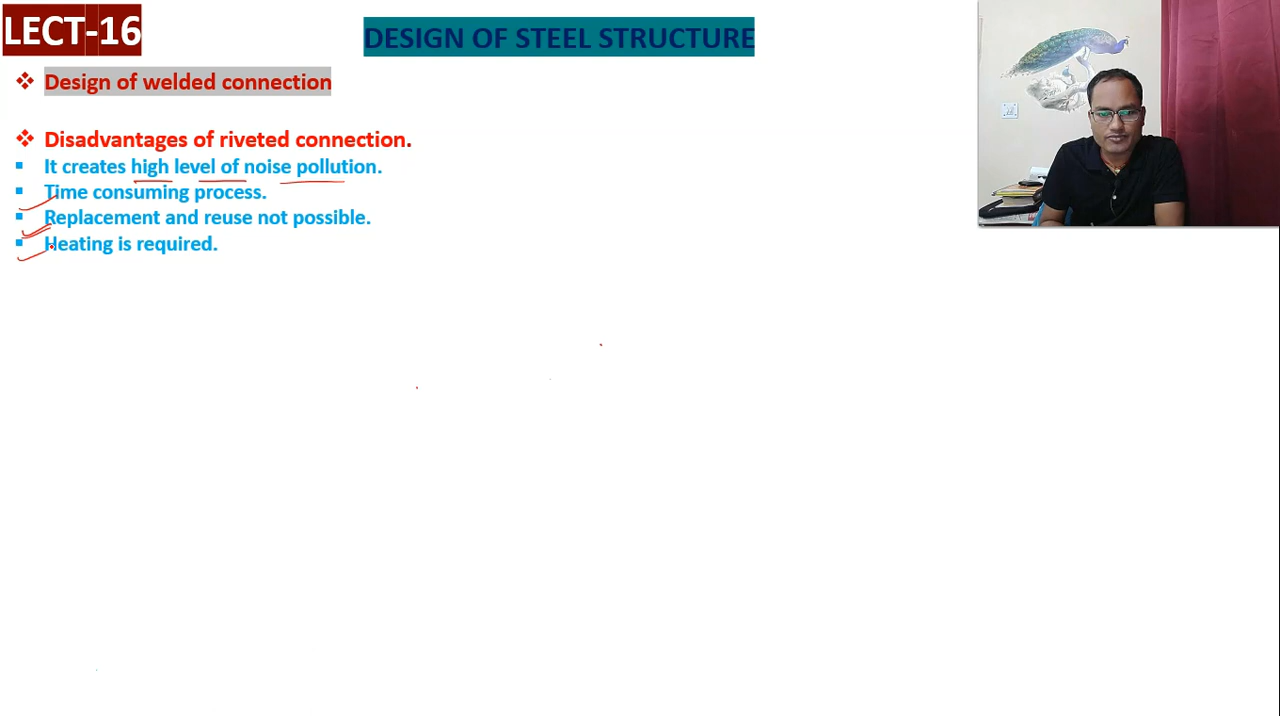 LECT-16
DESIGN OF STEEL STRUCTURE
Design of welded connection
Disadvantages of riveted connection.
It creates high level of noise pollution.
Time consuming process.
Replacement and reuse not possible.
Heating is required.